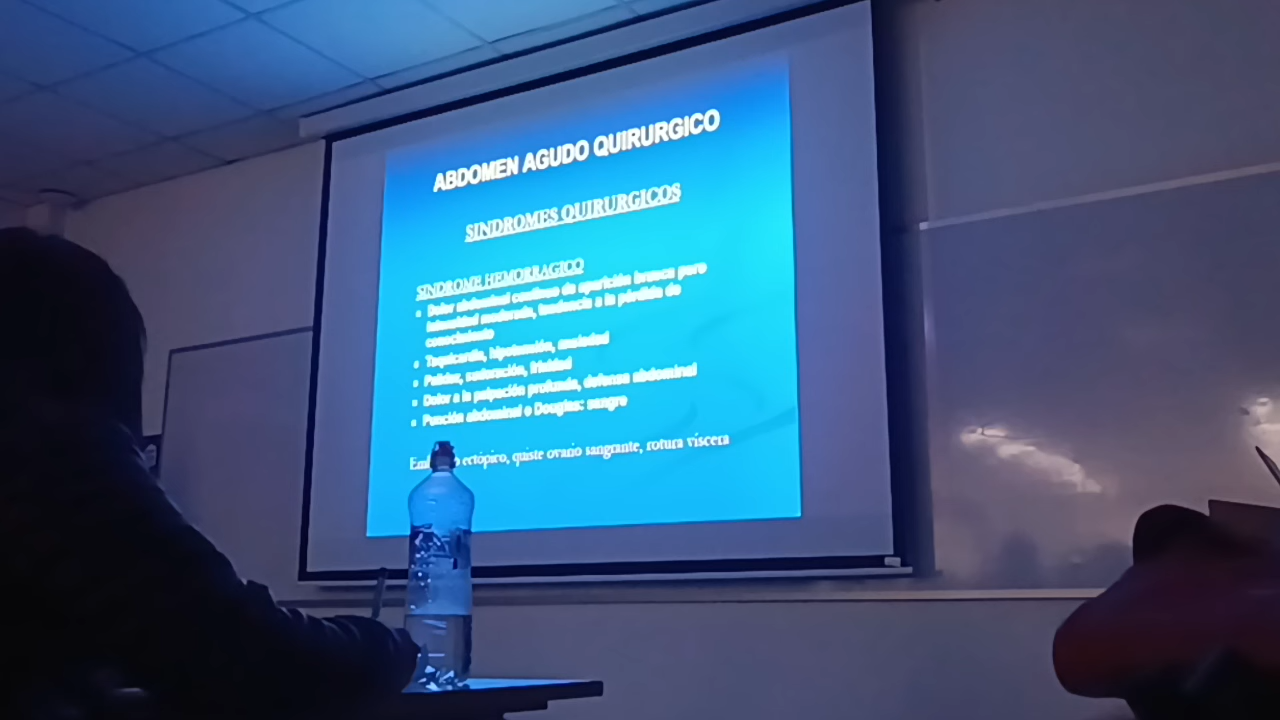 ABDOMEN AGUDO QUIRURGICO
SINDROMES QUIRURGICOS
SINDROME HEMORRAGICO
Dolor abdominal continuo de aparición brusca pero
intensidad moderada, tendencia a la pérdida de
conocimiento
Taquicardia, hipotensión, ansiedad
Palidez, sudoración, frialdad
Dolor a la palpación profunda, defensa abdominal
Punción abdominal o Douglas: sangre
ectópico, quiste ovario sangrante, rotura víscera